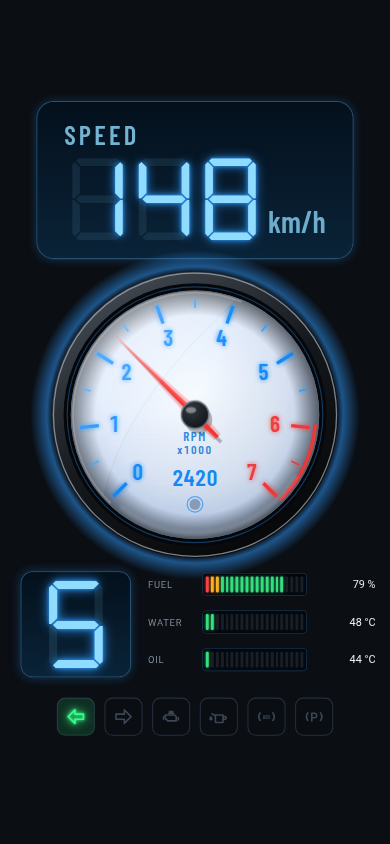 SPEED
148 km/h
3 4
2 5
1 6
0 7
RPM
x1000
2420
5
FUEL 79 %
WATER 48 °C
OIL 44 °C
(P)